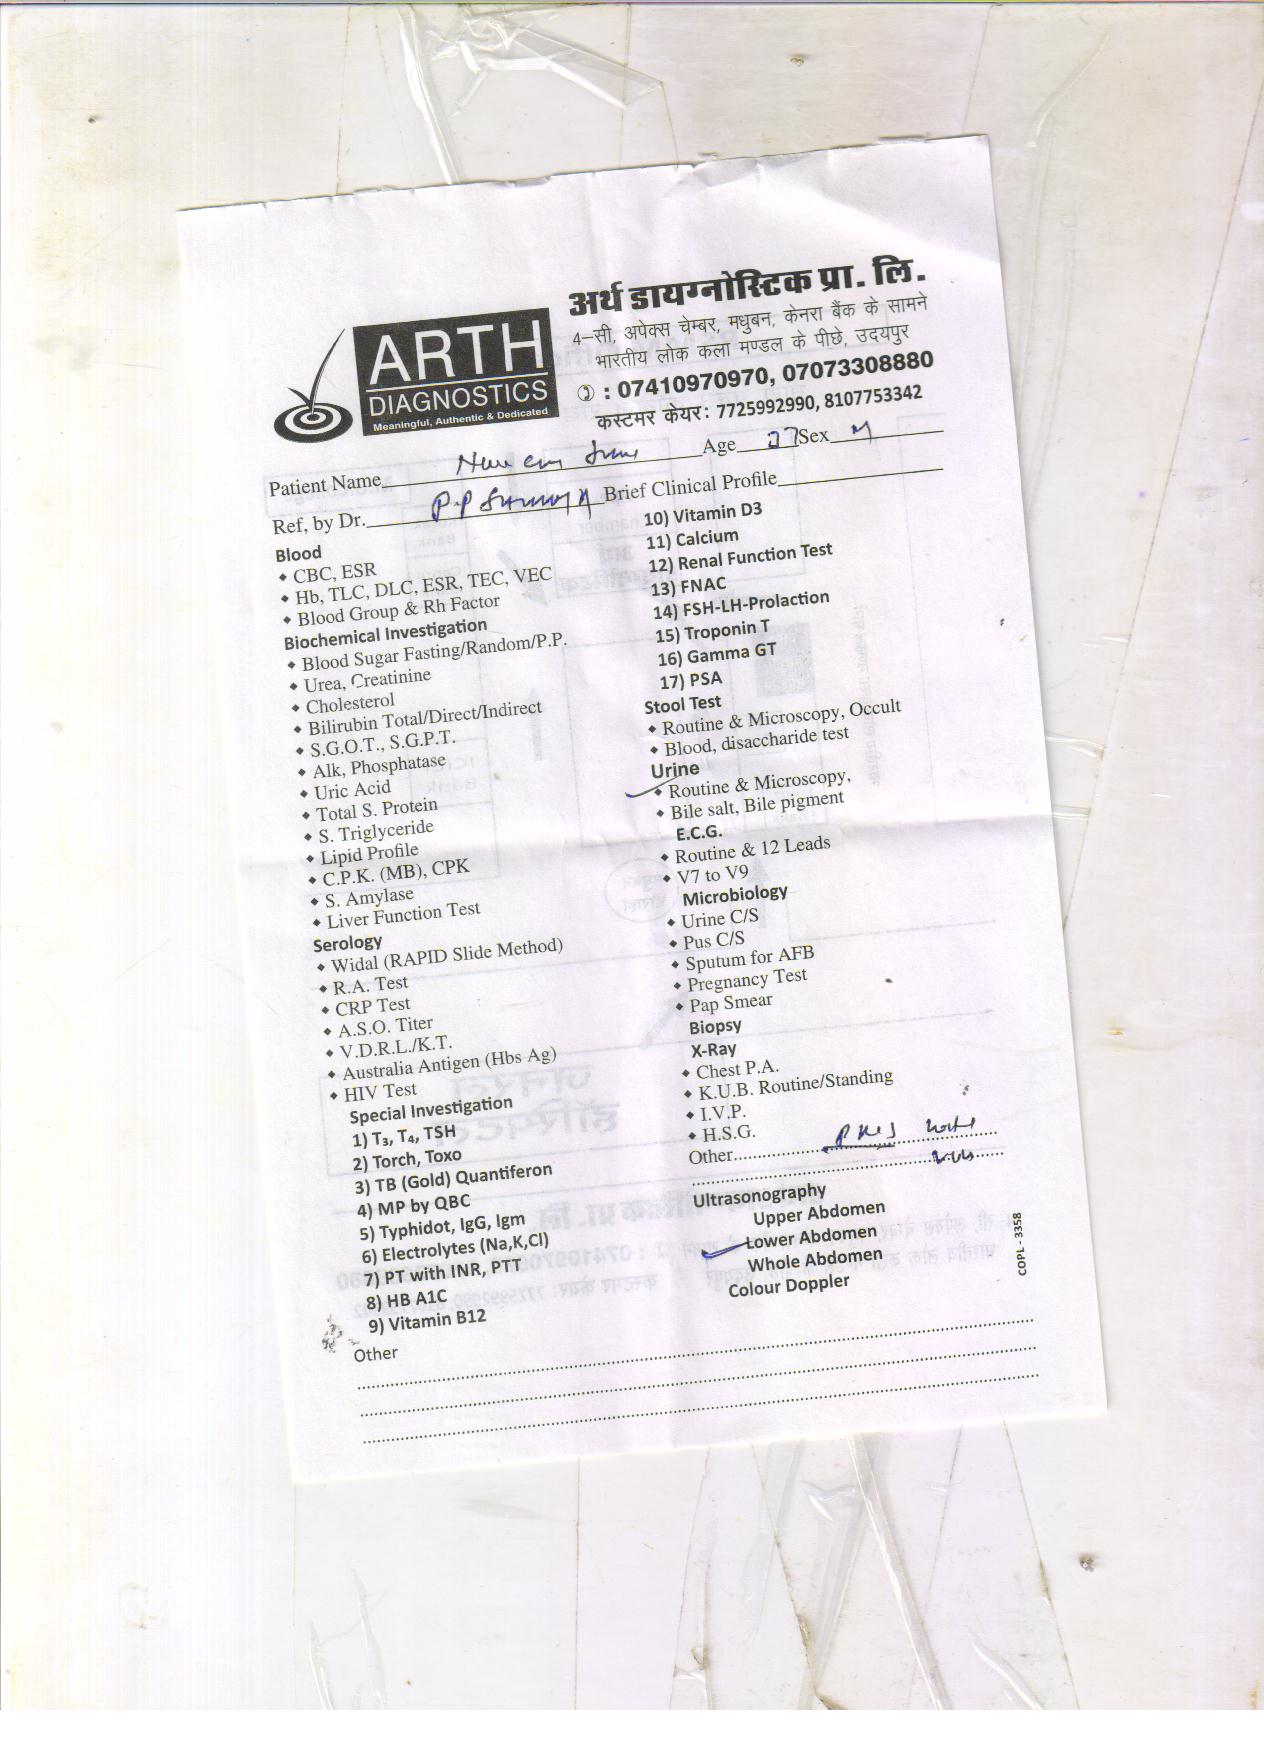 ARTH
DIAGNOSTICS
Meaningful, Authentic & Dedicated
अर्थ डायग्नोस्टिक प्रा. लि.
4–सी, अपेक्स चेम्बर, मधुबन, केनरा बैंक के सामने
भारतीय लोक कला मण्डल के पीछे, उदयपुर
: 07410970970, 07073308880
कस्टमर केयर: 7725992990, 8107753342
Patient Name Age 27 Sex M
Ref, by Dr. P.P Brief Clinical Profile
Blood
CBC, ESR
Hb, TLC, DLC, ESR, TEC, VEC
Blood Group & Rh Factor
Biochemical Investigation
Blood Sugar Fasting/Random/P.P.
Urea, Creatinine
Cholesterol
Bilirubin Total/Direct/Indirect
S.G.O.T., S.G.P.T.
Alk, Phosphatase
Uric Acid
Total S. Protein
S. Triglyceride
Lipid Profile
C.P.K. (MB), CPK
S. Amylase
Liver Function Test
Serology
Widal (RAPID Slide Method)
R.A. Test
CRP Test
A.S.O. Titer
V.D.R.L./K.T.
Australia Antigen (Hbs Ag)
HIV Test
Special Investigation
1) T₃, T₄, TSH
2) Torch, Toxo
3) TB (Gold) Quantiferon
4) MP by QBC
5) Typhidot, IgG, Igm
6) Electrolytes (Na,K,Cl)
7) PT with INR, PTT
8) HB A1C
9) Vitamin B12
Other
10) Vitamin D3
11) Calcium
12) Renal Function Test
13) FNAC
14) FSH-LH-Prolaction
15) Troponin T
16) Gamma GT
17) PSA
Stool Test
Routine & Microscopy, Occult
Blood, disaccharide test
Urine
Routine & Microscopy,
Bile salt, Bile pigment
E.C.G.
Routine & 12 Leads
V7 to V9
Microbiology
Urine C/S
Pus C/S
Sputum for AFB
Pregnancy Test
Pap Smear
Biopsy
X-Ray
Chest P.A.
K.U.B. Routine/Standing
I.V.P.
H.S.G.
Other
Ultrasonography
Upper Abdomen
Lower Abdomen
Whole Abdomen
Colour Doppler
COPL - 3358